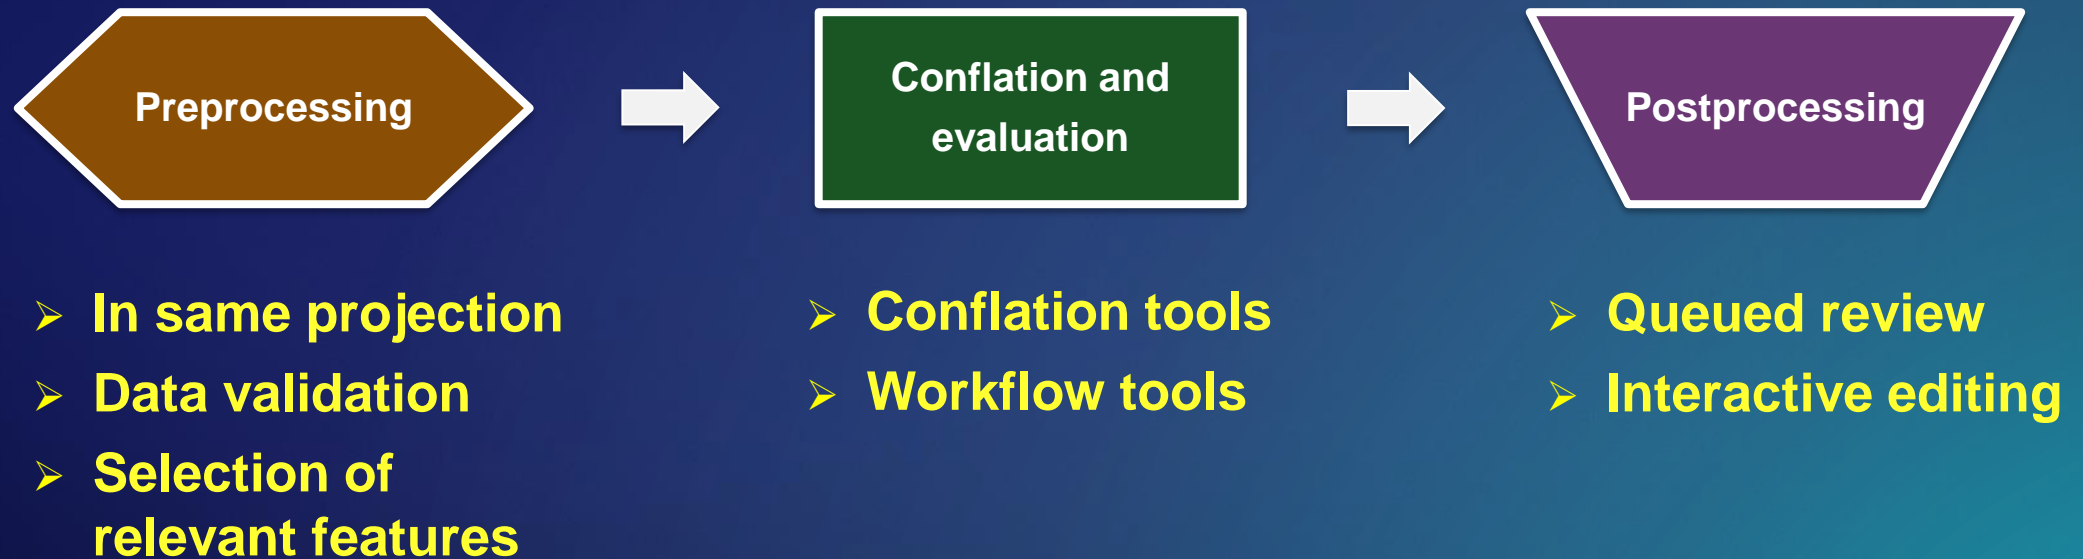 Preprocessing
Conflation and
evaluation
Postprocessing
➢ In same projection
➢ Data validation
➢ Selection of
relevant features
➢ Conflation tools
➢ Workflow tools
➢ Queued review
➢ Interactive editing